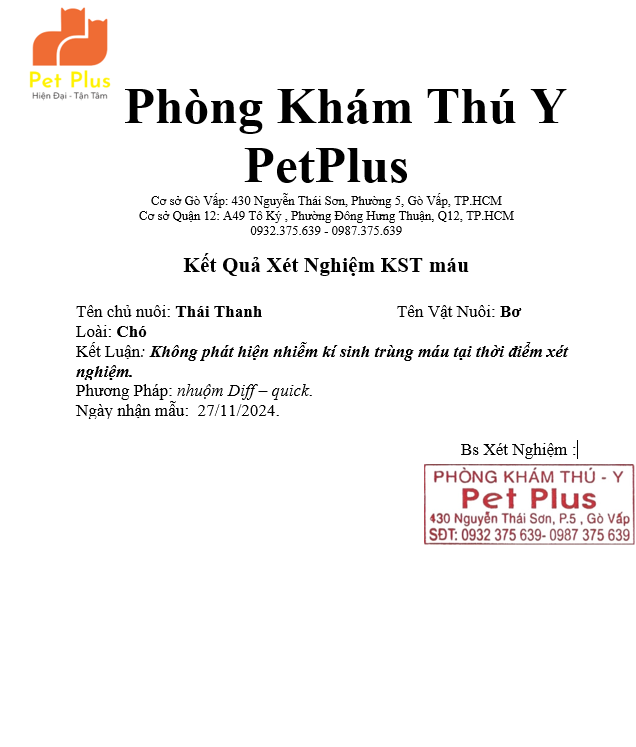 Pet Plus
Hiện Đại - Tận Tâm
Phòng Khám Thú Y
PetPlus
Cơ sở Gò Vấp: 430 Nguyễn Thái Sơn, Phường 5, Gò Vấp, TP.HCM
Cơ sở Quận 12: A49 Tô Ký , Phường Đông Hưng Thuận, Q12, TP.HCM
0932.375.639 - 0987.375.639
Kết Quả Xét Nghiệm KST máu
Tên chủ nuôi: Thái Thanh Tên Vật Nuôi: Bơ
Loài: Chó
Kết Luận: Không phát hiện nhiễm kí sinh trùng máu tại thời điểm xét
nghiệm.
Phương Pháp: nhuộm Diff – quick.
Ngày nhận mẫu: 27/11/2024.
Bs Xét Nghiệm :
PHÒNG KHÁM THÚ - Y
Pet Plus
430 Nguyễn Thái Sơn, P.5 , Gò Vấp
SĐT: 0932 375 639- 0987 375 639